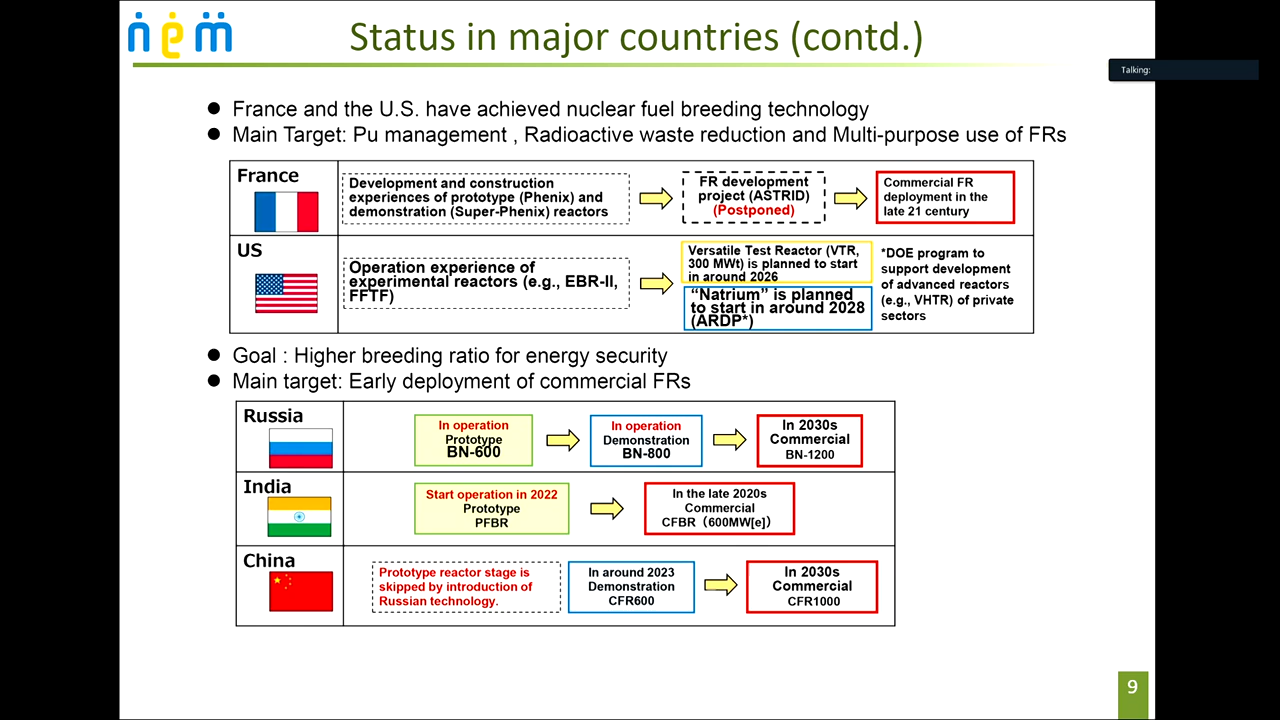 nem
Status in major countries (contd.)
Talking:
● France and the U.S. have achieved nuclear fuel breeding technology
● Main Target: Pu management , Radioactive waste reduction and Multi-purpose use of FRs
France
Development and construction
experiences of prototype (Phenix) and
demonstration (Super-Phenix) reactors
FR development
project (ASTRID)
(Postponed)
Commercial FR
deployment in the
late 21 century
US
Operation experience of
experimental reactors (e.g., EBR-II,
FFTF)
Versatile Test Reactor (VTR,
300 MWt) is planned to start
in around 2026
“Natrium” is planned
to start in around 2028
(ARDP*)
*DOE program to
support development
of advanced reactors
(e.g., VHTR) of private
sectors
● Goal : Higher breeding ratio for energy security
● Main target: Early deployment of commercial FRs
Russia
In operation
Prototype
BN-600
In operation
Demonstration
BN-800
In 2030s
Commercial
BN-1200
India
Start operation in 2022
Prototype
PFBR
In the late 2020s
Commercial
CFBR（600MW[e]）
China
Prototype reactor stage is
skipped by introduction of
Russian technology.
In around 2023
Demonstration
CFR600
In 2030s
Commercial
CFR1000
9